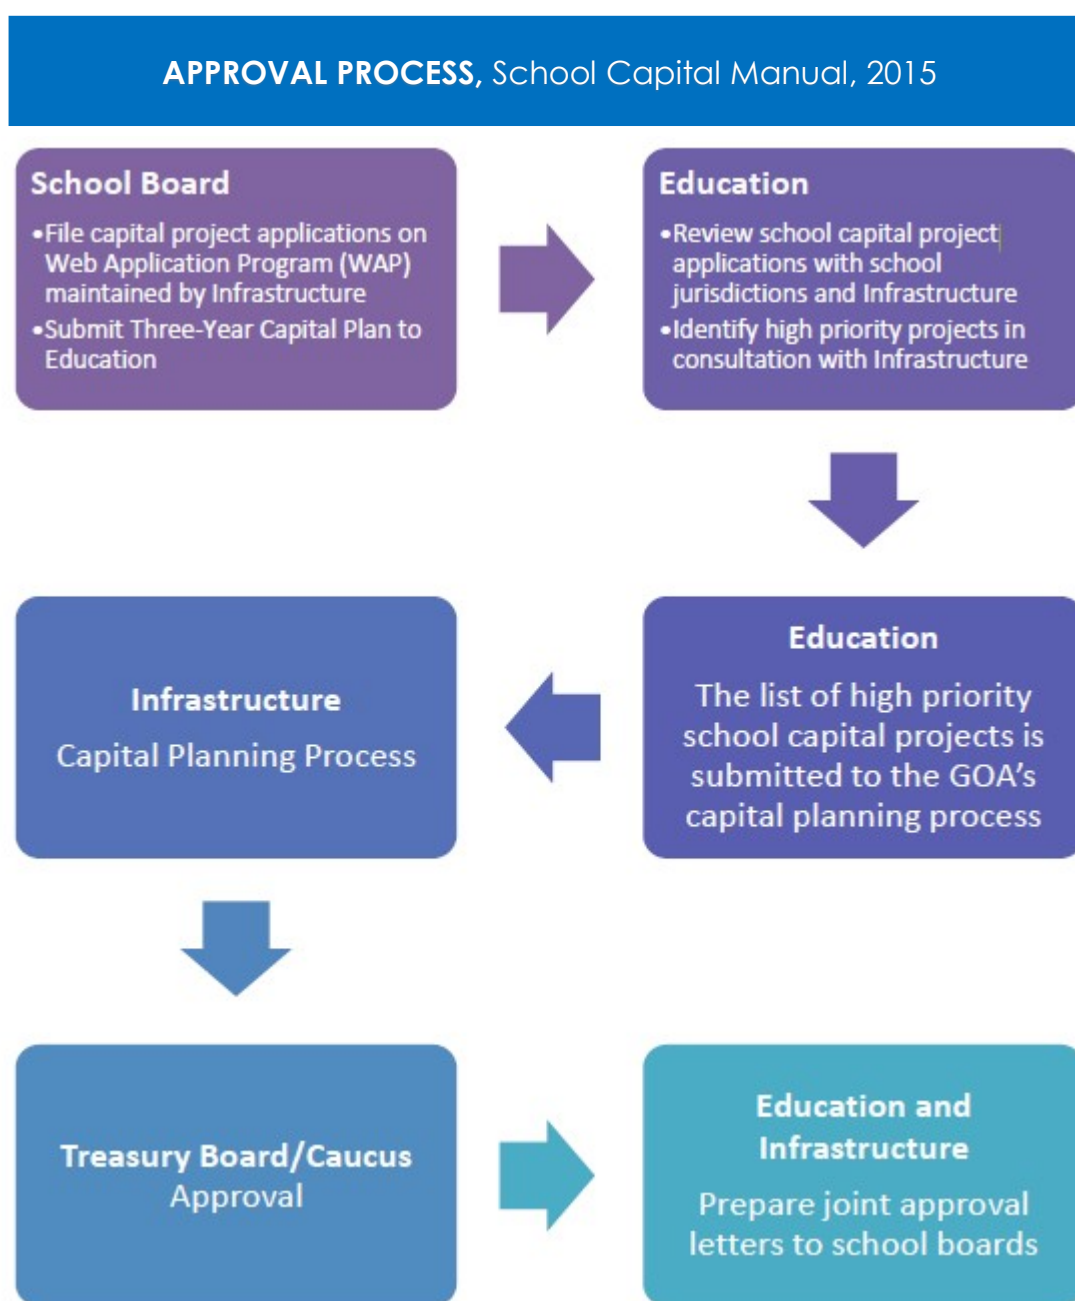 APPROVAL PROCESS, School Capital Manual, 2015
School Board
•File capital project applications on
Web Application Program (WAP)
maintained by Infrastructure
•Submit Three-Year Capital Plan to
Education
Education
•Review school capital project
applications with school
jurisdictions and Infrastructure
•Identify high priority projects in
consultation with Infrastructure
Education
The list of high priority
school capital projects is
submitted to the GOA's
capital planning process
Infrastructure
Capital Planning Process
Treasury Board/Caucus
Approval
Education and
Infrastructure
Prepare joint approval
letters to school boards